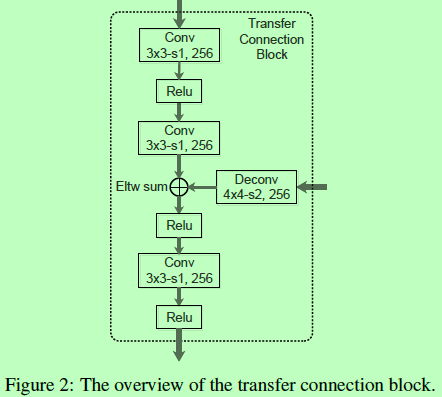 Transfer
Connection
Block
Conv
3x3-s1, 256
Relu
Conv
3x3-s1, 256
Eltw sum
Deconv
4x4-s2, 256
Relu
Conv
3x3-s1, 256
Relu
Figure 2: The overview of the transfer connection block.